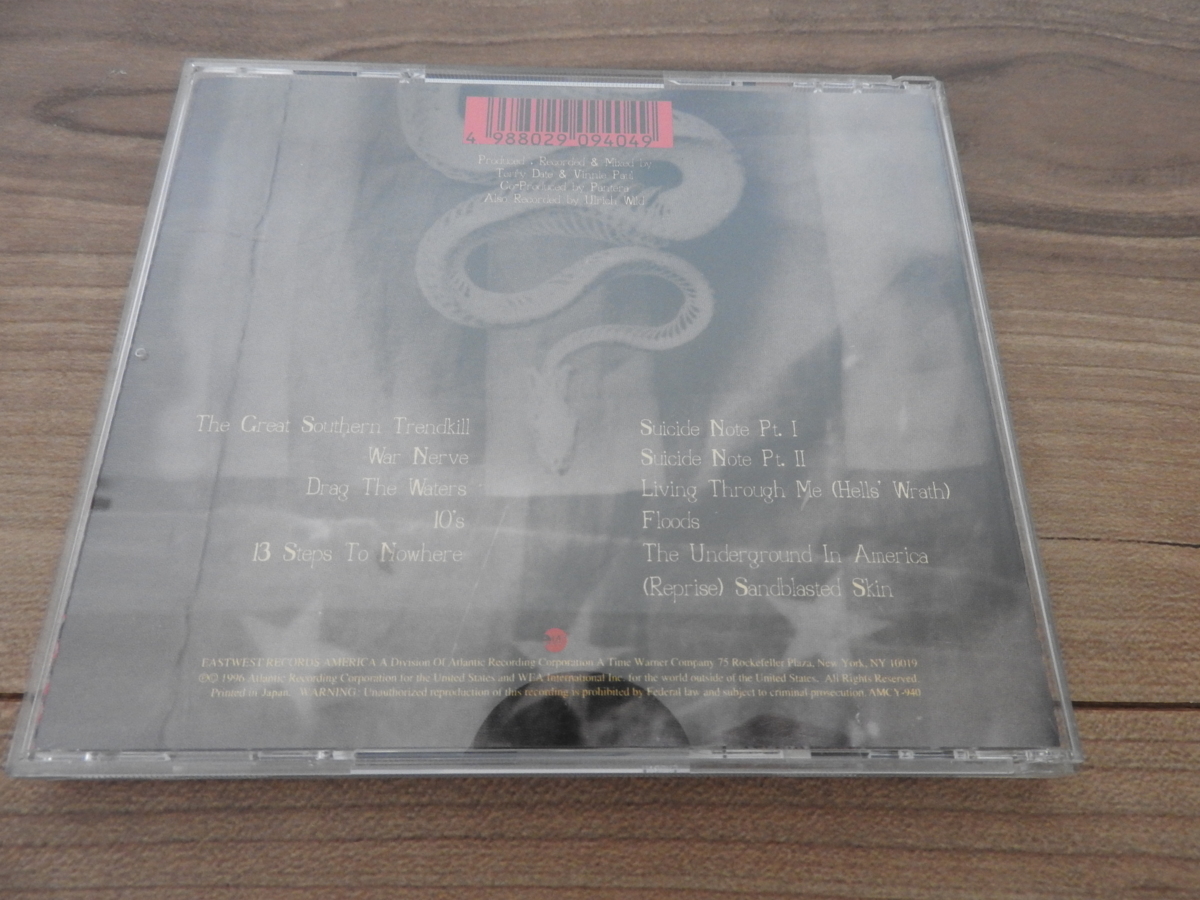 4 988029 094049
Produced, Recorded & Mixed by
Terry Date & Vinnie Paul
Co-Produced by Pantera
Also Recorded by Ulrich Wild
The Great Southern Trendkill
War Nerve
Drag The Waters
10's
13 Steps To Nowhere
Suicide Note Pt. I
Suicide Note Pt. II
Living Through Me (Hells' Wrath)
Floods
The Underground In America
(Reprise) Sandblasted Skin
EASTWEST RECORDS AMERICA A Division Of Atlantic Recording Corporation A Time Warner Company 75 Rockefeller Plaza, New York, NY 10019
℗© 1996 Atlantic Recording Corporation for the United States and WEA International Inc. for the world outside of the United States. All Rights Reserved.
Printed in Japan. WARNING: Unauthorized reproduction of this recording is prohibited by Federal law and subject to criminal prosecution. AMCY-940